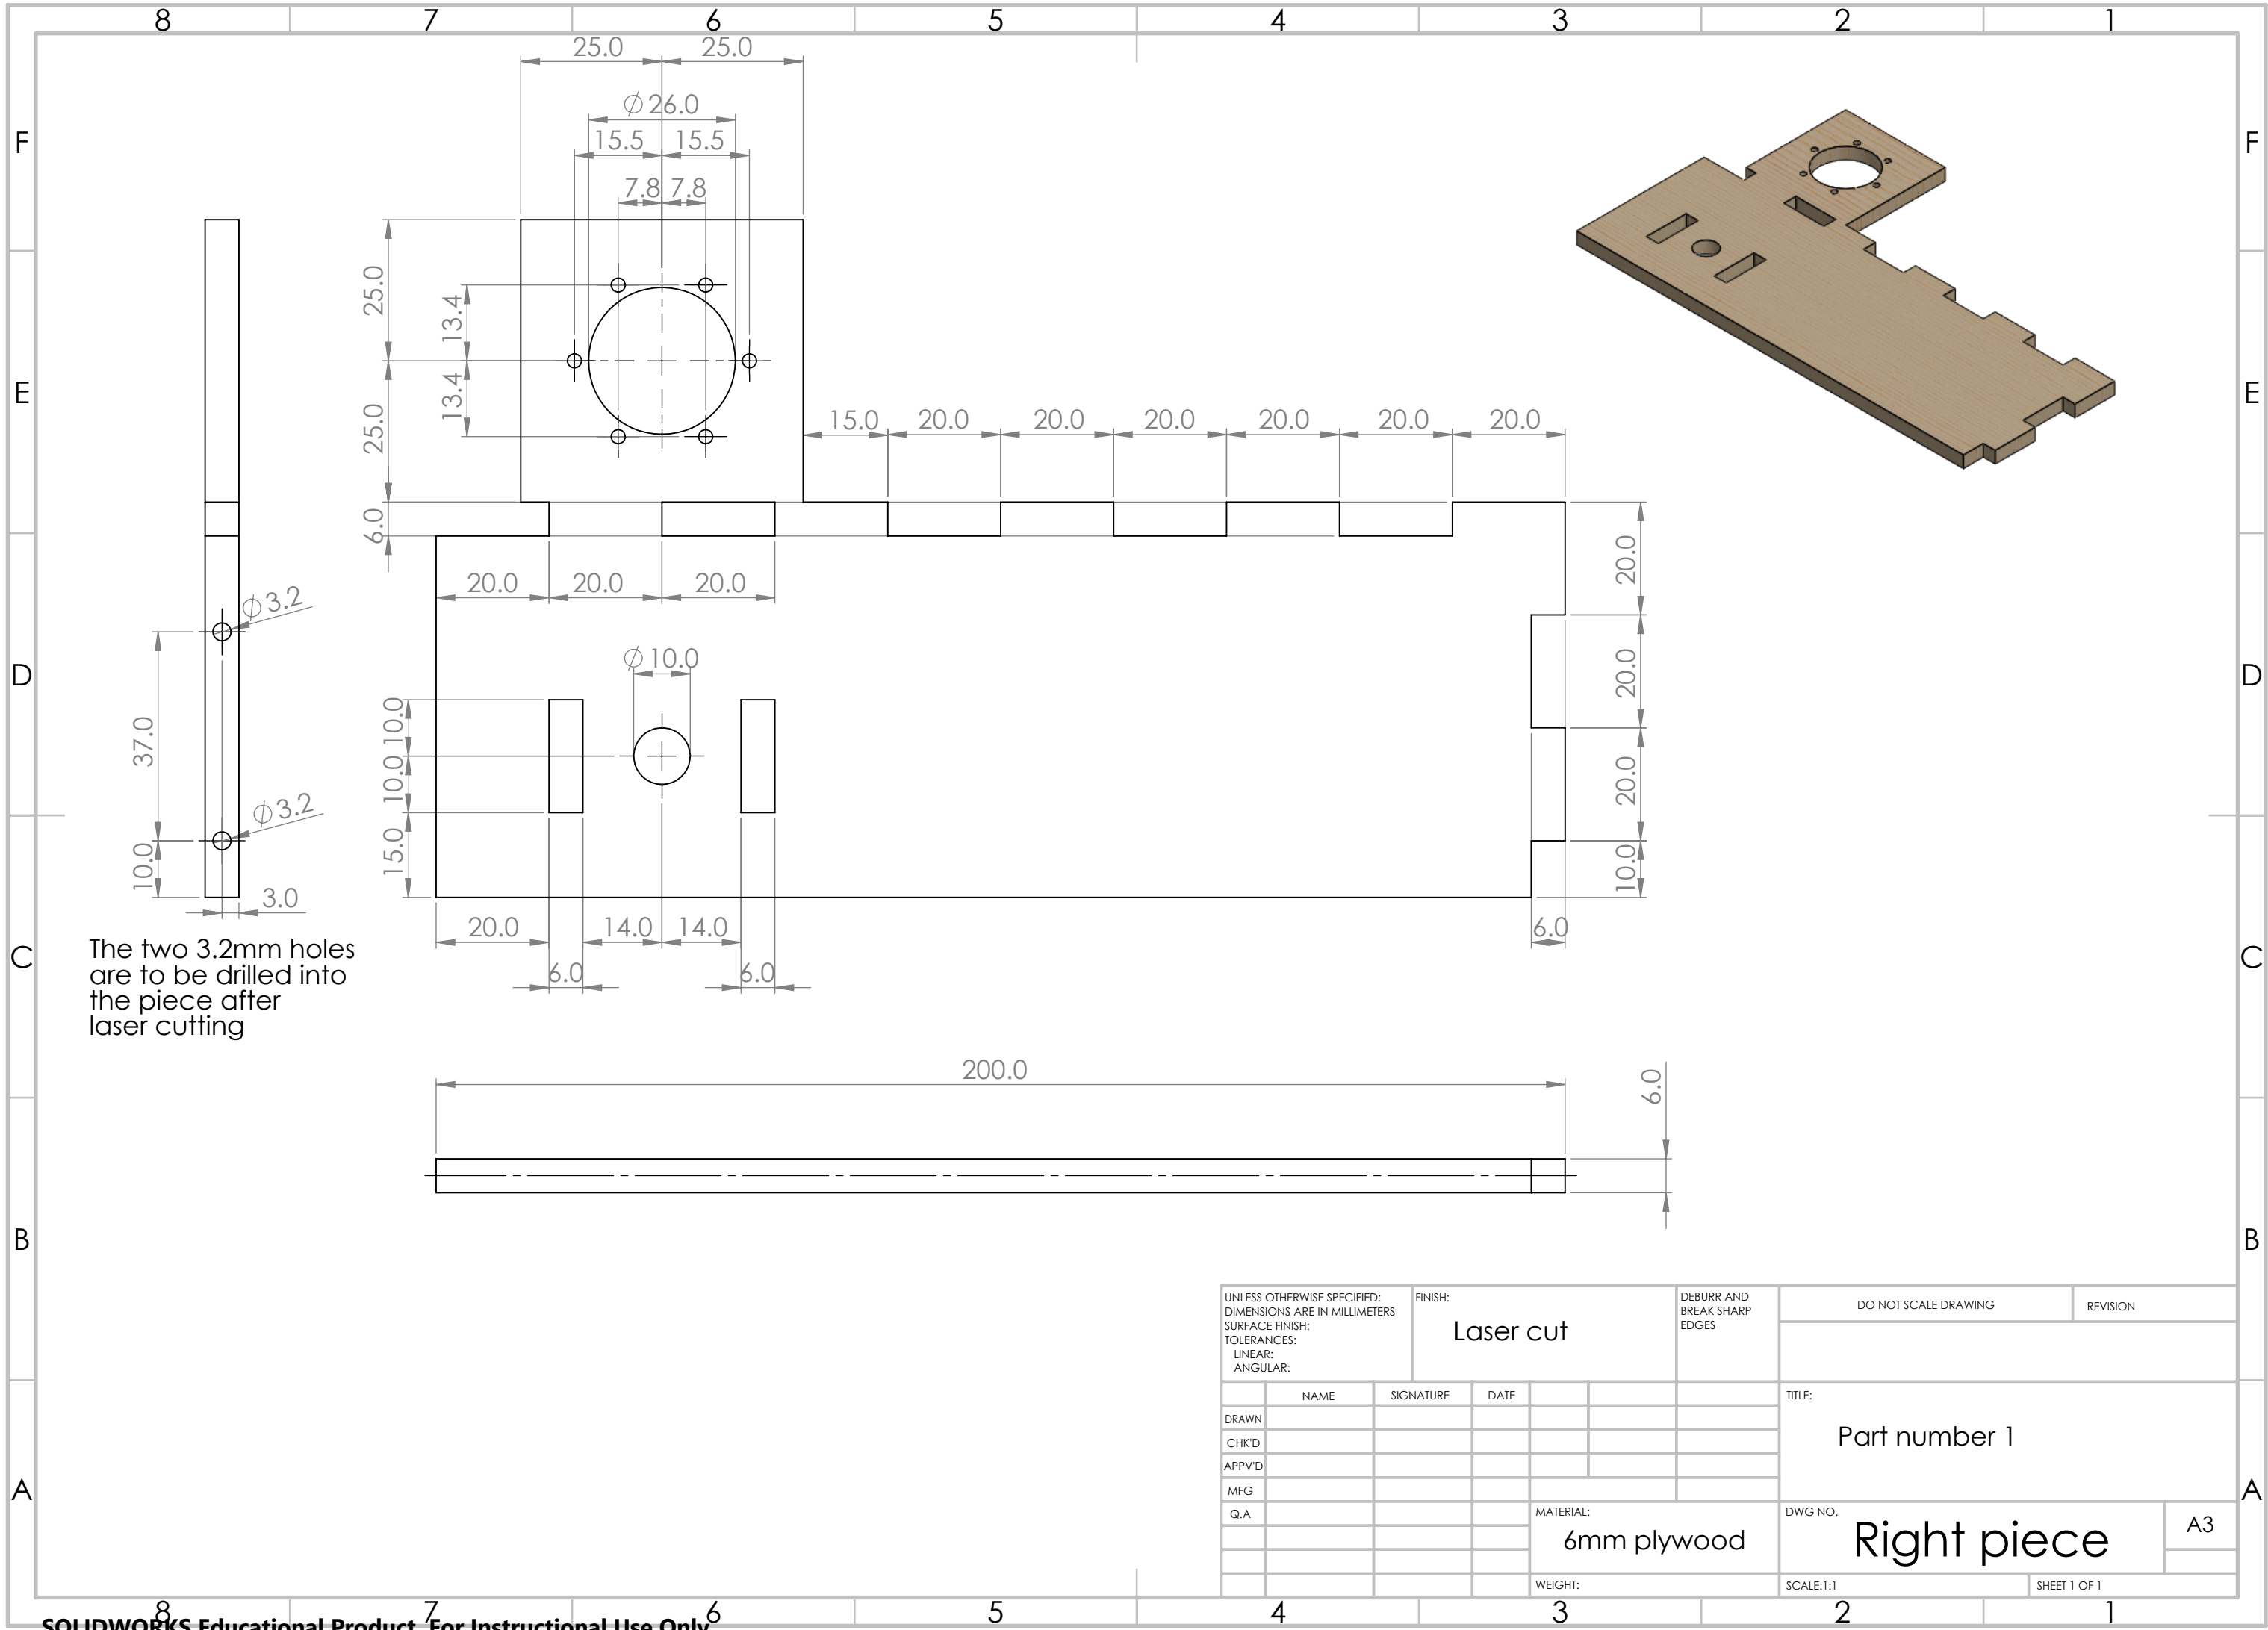 8 7 6 5 4 3 2 1
F F
E E
D D
C C
B B
A A
25.0 25.0
∅26.0
15.5 15.5
7.8 7.8
25.0
13.4
13.4
25.0
6.0
15.0 20.0 20.0 20.0 20.0 20.0 20.0
20.0 20.0 20.0
20.0
20.0
20.0
10.0
∅3.2
∅3.2
37.0
10.0
3.0
∅10.0
10.0
10.0
15.0
20.0 14.0 14.0
6.0 6.0
6.0
The two 3.2mm holes
are to be drilled into
the piece after
laser cutting
200.0
6.0
UNLESS OTHERWISE SPECIFIED:
DIMENSIONS ARE IN MILLIMETERS
SURFACE FINISH:
TOLERANCES:
LINEAR:
ANGULAR:
FINISH:
Laser cut
DEBURR AND
BREAK SHARP
EDGES
DO NOT SCALE DRAWING
REVISION
NAME SIGNATURE DATE
DRAWN
CHK'D
APPV'D
MFG
Q.A
TITLE:
Part number 1
MATERIAL:
6mm plywood
DWG NO.
Right piece
A3
WEIGHT:
SCALE:1:1
SHEET 1 OF 1
8 7 6 5 4 3 2 1
SOLIDWORKS Educational Product. For Instructional Use Only.